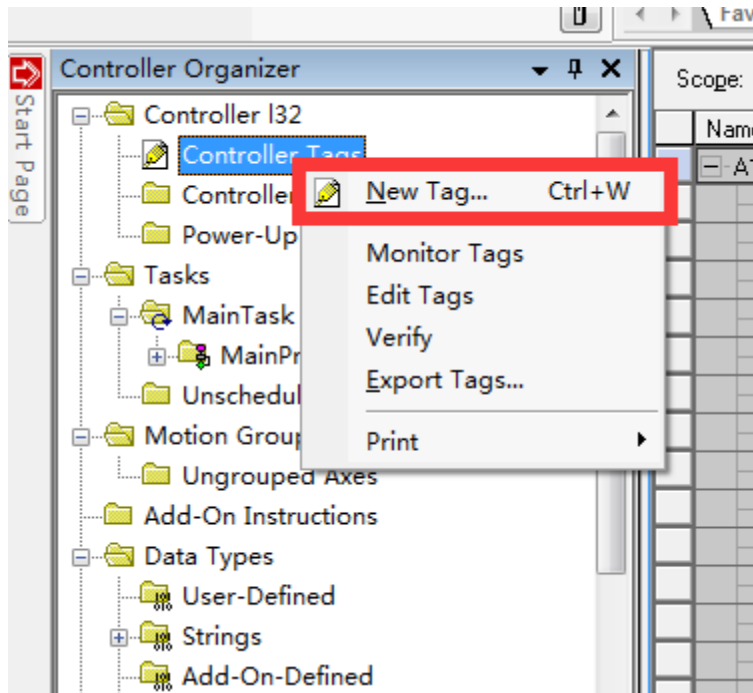 Fav
Start Page
Controller Organizer
Scope:
Controller l32
Name
Controller Tags
Controller
New Tag... Ctrl+W
Power-Up
Monitor Tags
Tasks
Edit Tags
MainTask
Verify
MainPr
Export Tags...
Unschedul
Motion Group
Print
Ungrouped Axes
Add-On Instructions
Data Types
User-Defined
Strings
Add-On-Defined